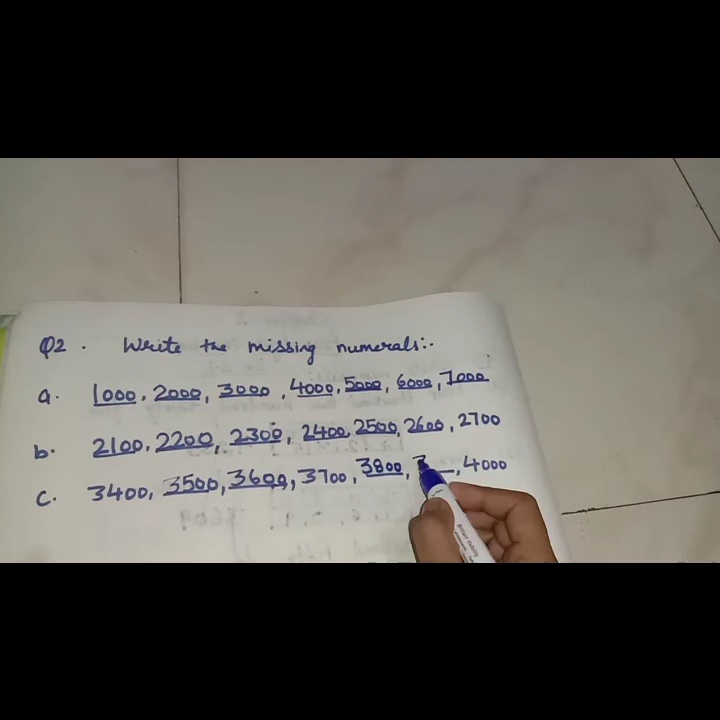 Q2. Write the missing numerals:-
a. 1000, 2000, 3000, 4000, 5000, 6000, 7000
b. 2100, 2200, 2300, 2400, 2500, 2600, 2700
c. 3400, 3500, 3600, 3700, 3800, 3__, 4000